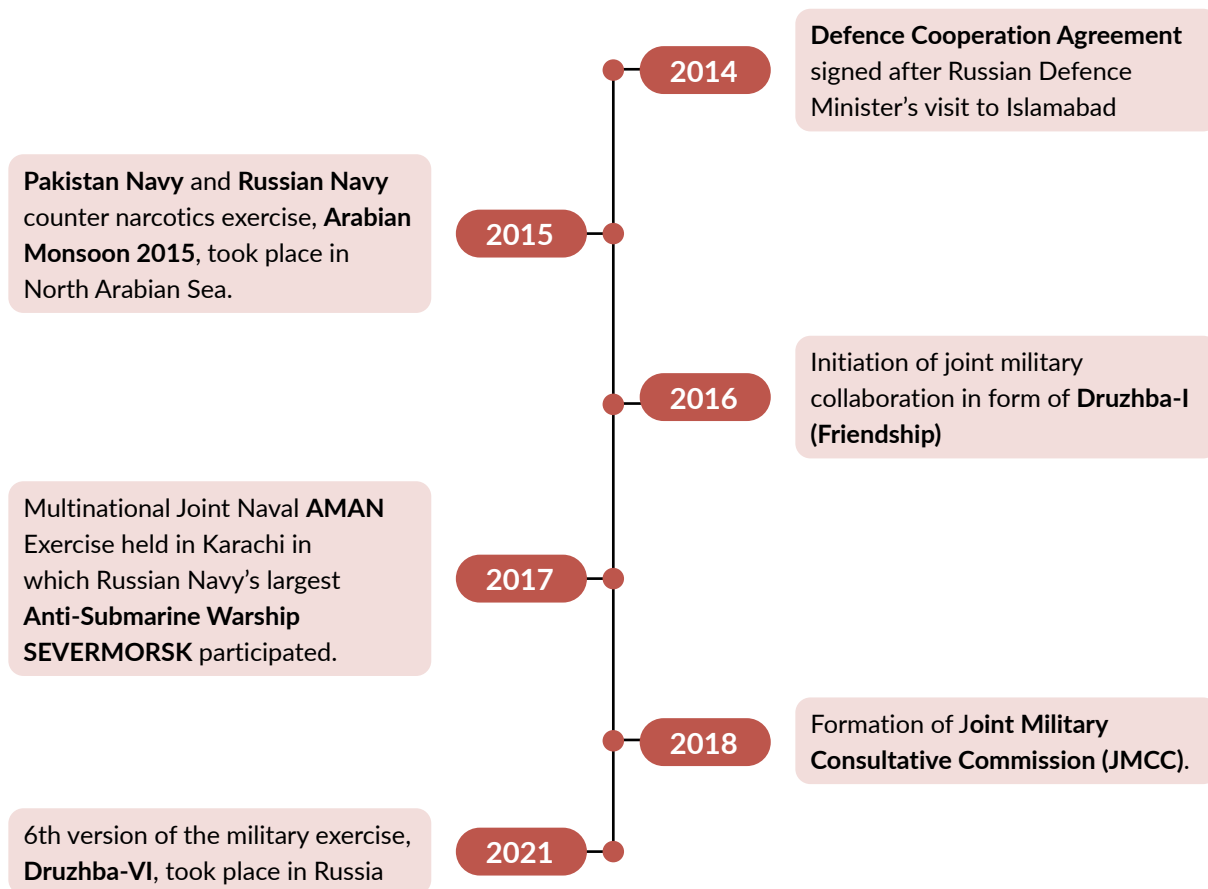 2014
Defence Cooperation Agreement
signed after Russian Defence
Minister’s visit to Islamabad
Pakistan Navy and Russian Navy
counter narcotics exercise, Arabian
Monsoon 2015, took place in
North Arabian Sea.
2015
2016
Initiation of joint military
collaboration in form of Druzhba-I
(Friendship)
Multinational Joint Naval AMAN
Exercise held in Karachi in
which Russian Navy’s largest
Anti-Submarine Warship
SEVERMORSK participated.
2017
2018
Formation of Joint Military
Consultative Commission (JMCC).
6th version of the military exercise,
Druzhba-VI, took place in Russia
2021